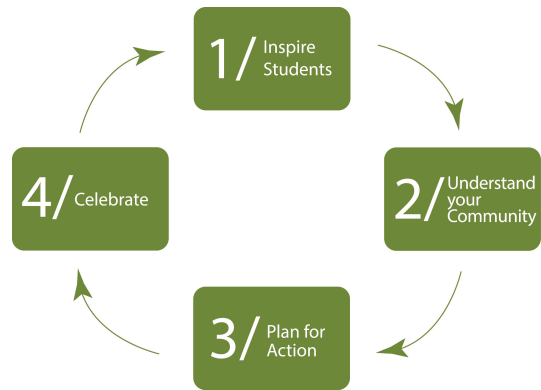 1/ Inspire
Students
2/ Understand
your
Community
3/ Plan for
Action
4/ Celebrate